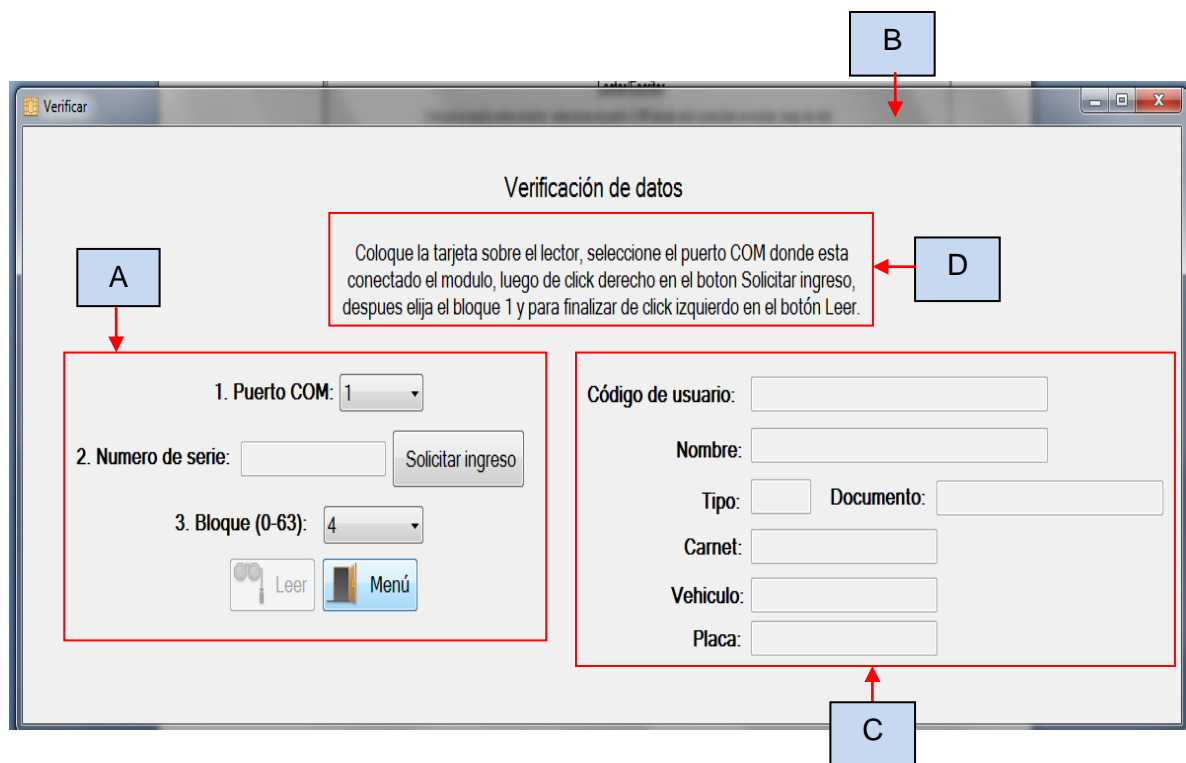 B
Lector/Escritor
Verificar
X
Verificación de datos
Coloque la tarjeta sobre el lector, seleccione el puerto COM donde esta
conectado el modulo, luego de click derecho en el boton Solicitar ingreso,
despues elija el bloque 1 y para finalizar de click izquierdo en el botón Leer.
D
A
1. Puerto COM: 1
2. Numero de serie: Solicitar ingreso
3. Bloque (0-63): 4
Leer Menú
Código de usuario:
Nombre:
Tipo: Documento:
Carnet:
Vehiculo:
Placa:
C